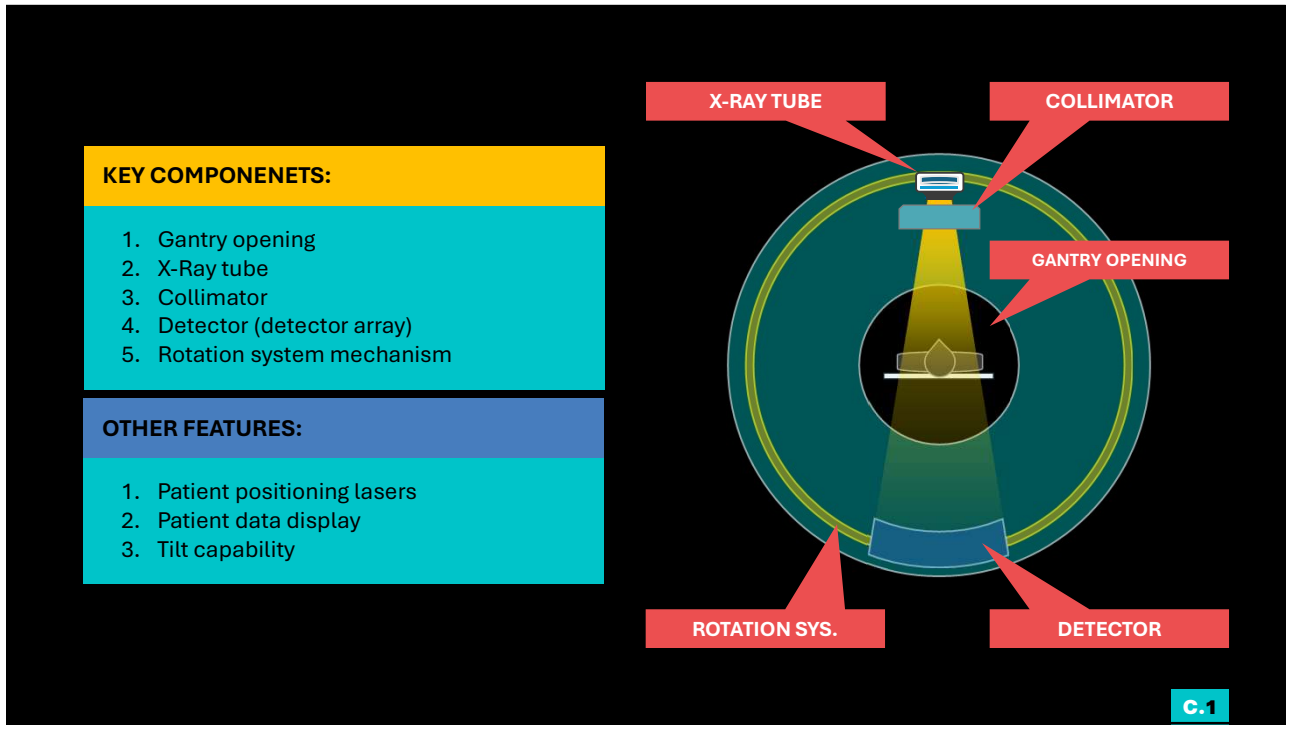 KEY COMPONENETS:
1. Gantry opening
2. X-Ray tube
3. Collimator
4. Detector (detector array)
5. Rotation system mechanism
OTHER FEATURES:
1. Patient positioning lasers
2. Patient data display
3. Tilt capability
X-RAY TUBE
COLLIMATOR
GANTRY OPENING
ROTATION SYS.
DETECTOR
C.1